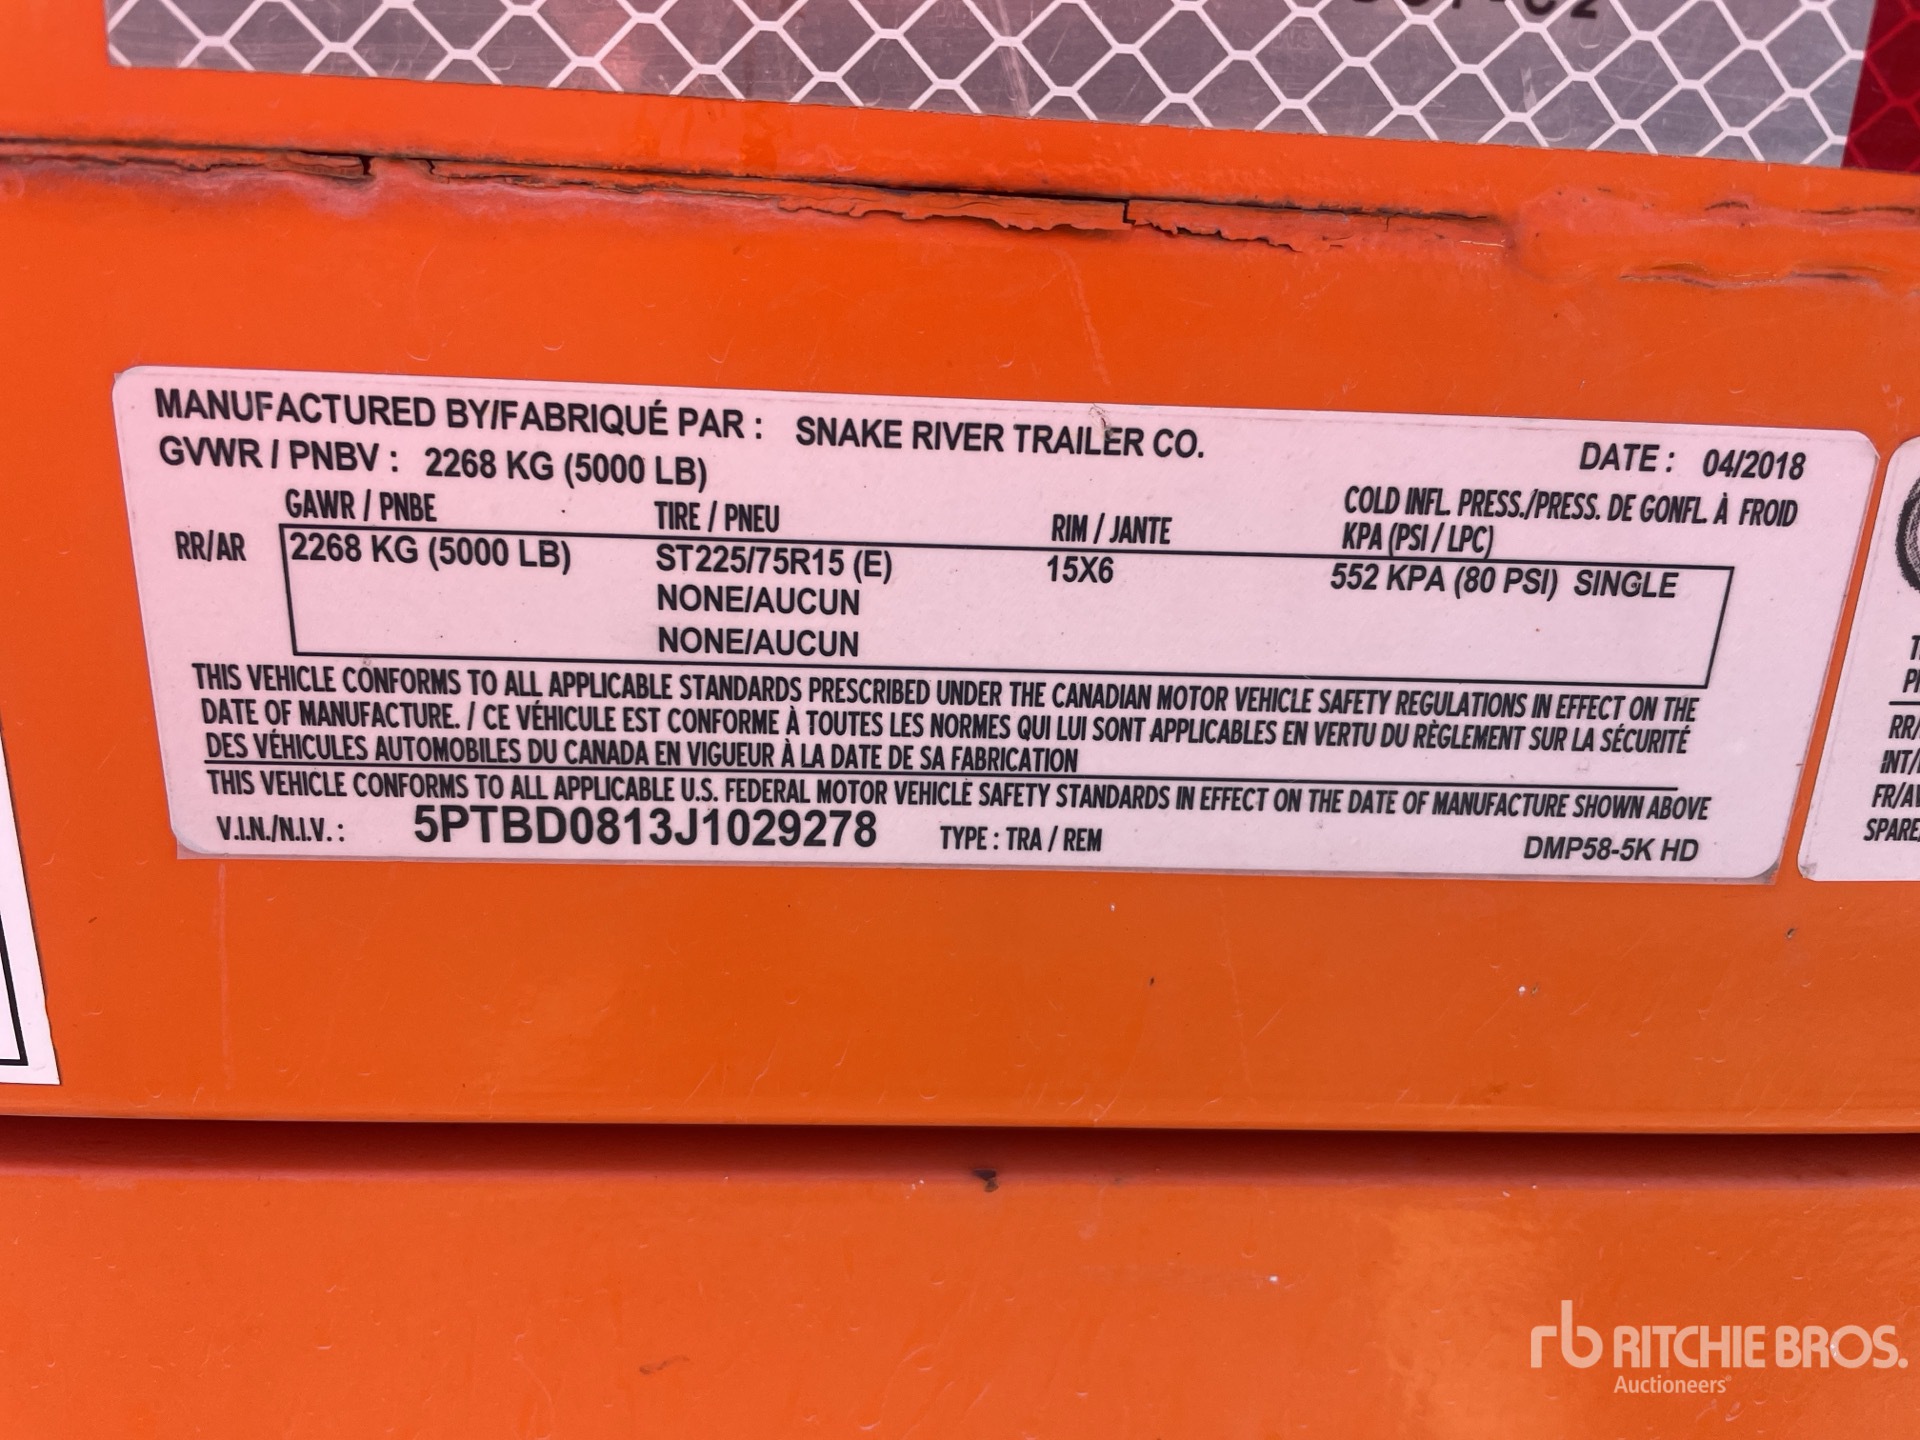 MANUFACTURED BY/FABRIQUÉ PAR : SNAKE RIVER TRAILER CO. DATE : 04/2018
GVWR / PNBV : 2268 KG (5000 LB)
GAWR / PNBE TIRE / PNEU RIM / JANTE COLD INFL. PRESS./PRESS. DE GONFL. À FROID
KPA (PSI / LPC)
RR/AR 2268 KG (5000 LB) ST225/75R15 (E) 15X6 552 KPA (80 PSI) SINGLE
NONE/AUCUN
NONE/AUCUN
THIS VEHICLE CONFORMS TO ALL APPLICABLE STANDARDS PRESCRIBED UNDER THE CANADIAN MOTOR VEHICLE SAFETY REGULATIONS IN EFFECT ON THE
DATE OF MANUFACTURE. / CE VÉHICULE EST CONFORME À TOUTES LES NORMES QUI LUI SONT APPLICABLES EN VERTU DU RÈGLEMENT SUR LA SÉCURITÉ
DES VÉHICULES AUTOMOBILES DU CANADA EN VIGUEUR À LA DATE DE SA FABRICATION
THIS VEHICLE CONFORMS TO ALL APPLICABLE U.S. FEDERAL MOTOR VEHICLE SAFETY STANDARDS IN EFFECT ON THE DATE OF MANUFACTURE SHOWN ABOVE
V.I.N./N.I.V. : 5PTBD0813J1029278 TYPE : TRA / REM DMP58-5K HD
SPARE
rb RITCHIE BROS.
Auctioneers